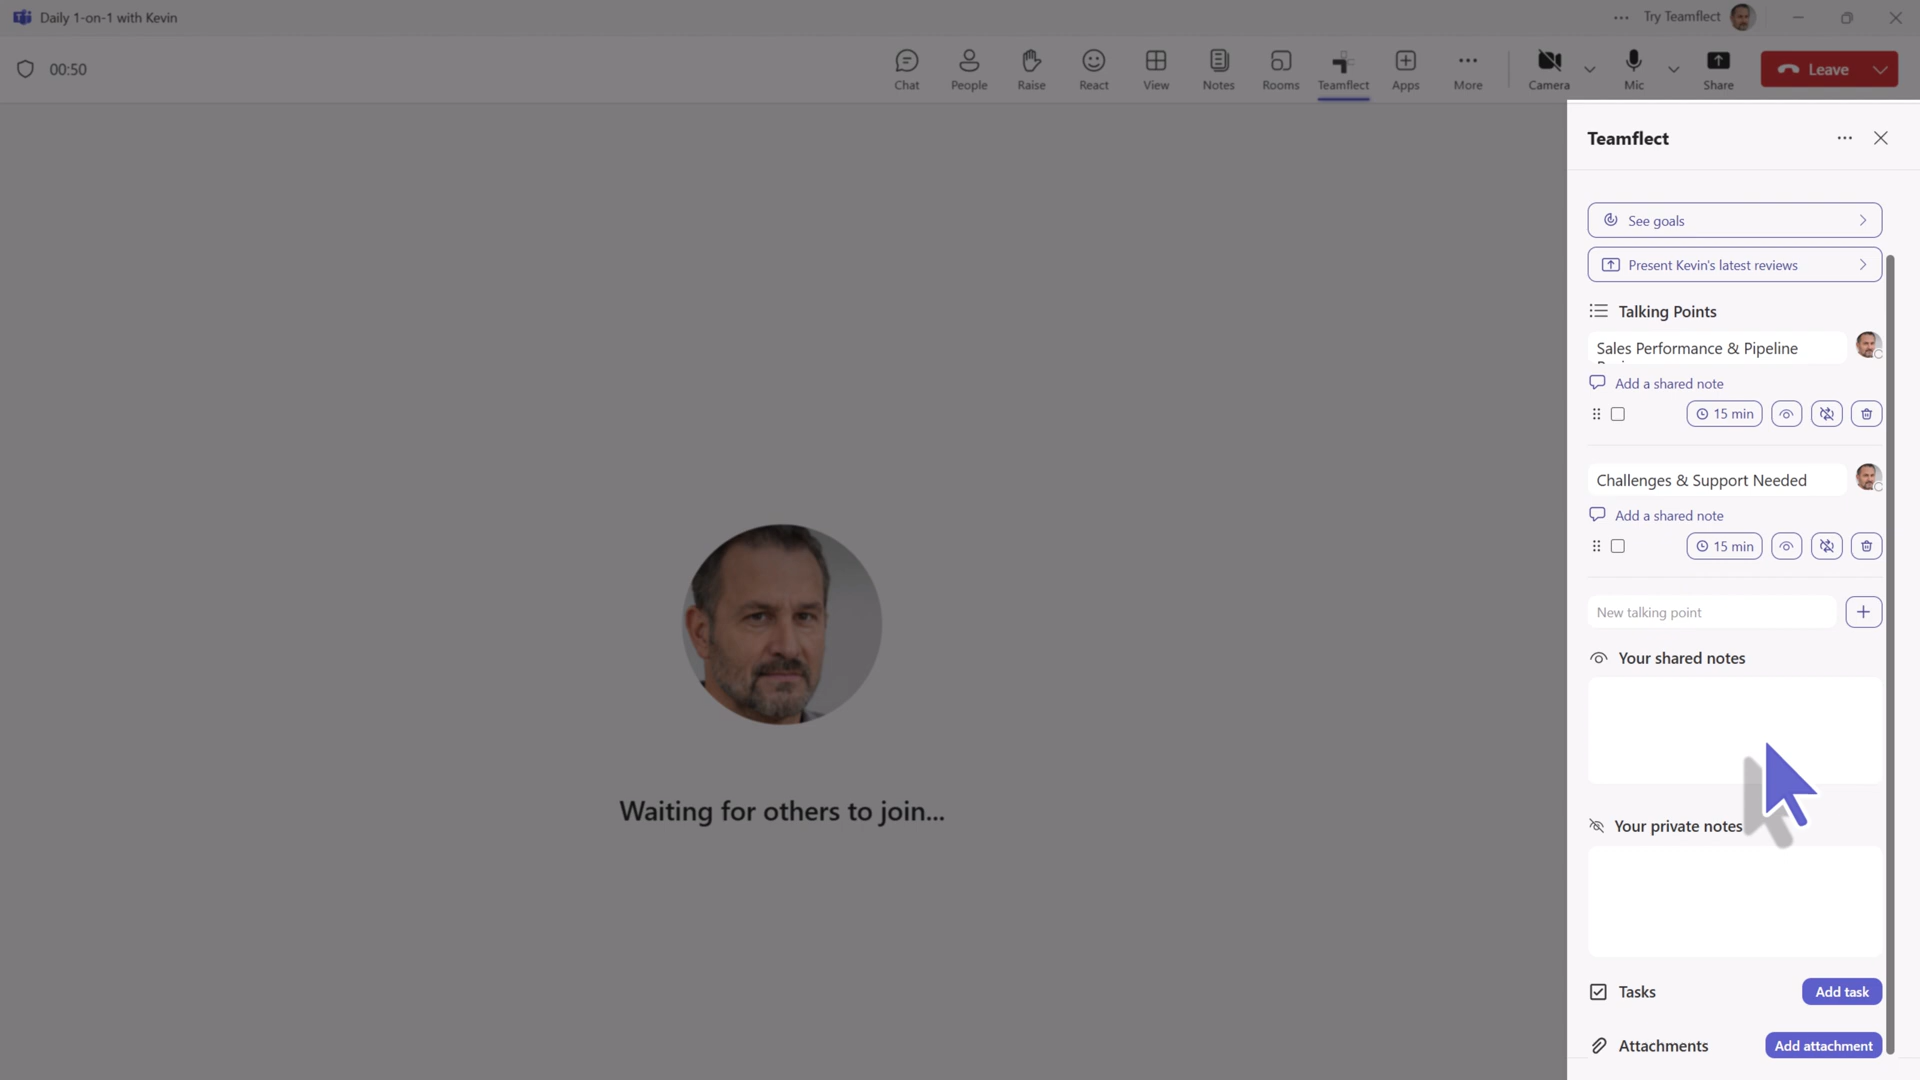 Daily 1-on-1 with Kevin
Try Teamflect
00:50
Chat
People
Raise
React
View
Notes
Rooms
Teamflect
Apps
More
Camera
Mic
Share
Leave
Teamflect
See goals
Present Kevin's latest reviews
Talking Points
Sales Performance & Pipeline
Add a shared note
15 min
Challenges & Support Needed
Add a shared note
15 min
New talking point
Your shared notes
Waiting for others to join...
Your private notes
Tasks
Add task
Attachments
Add attachment